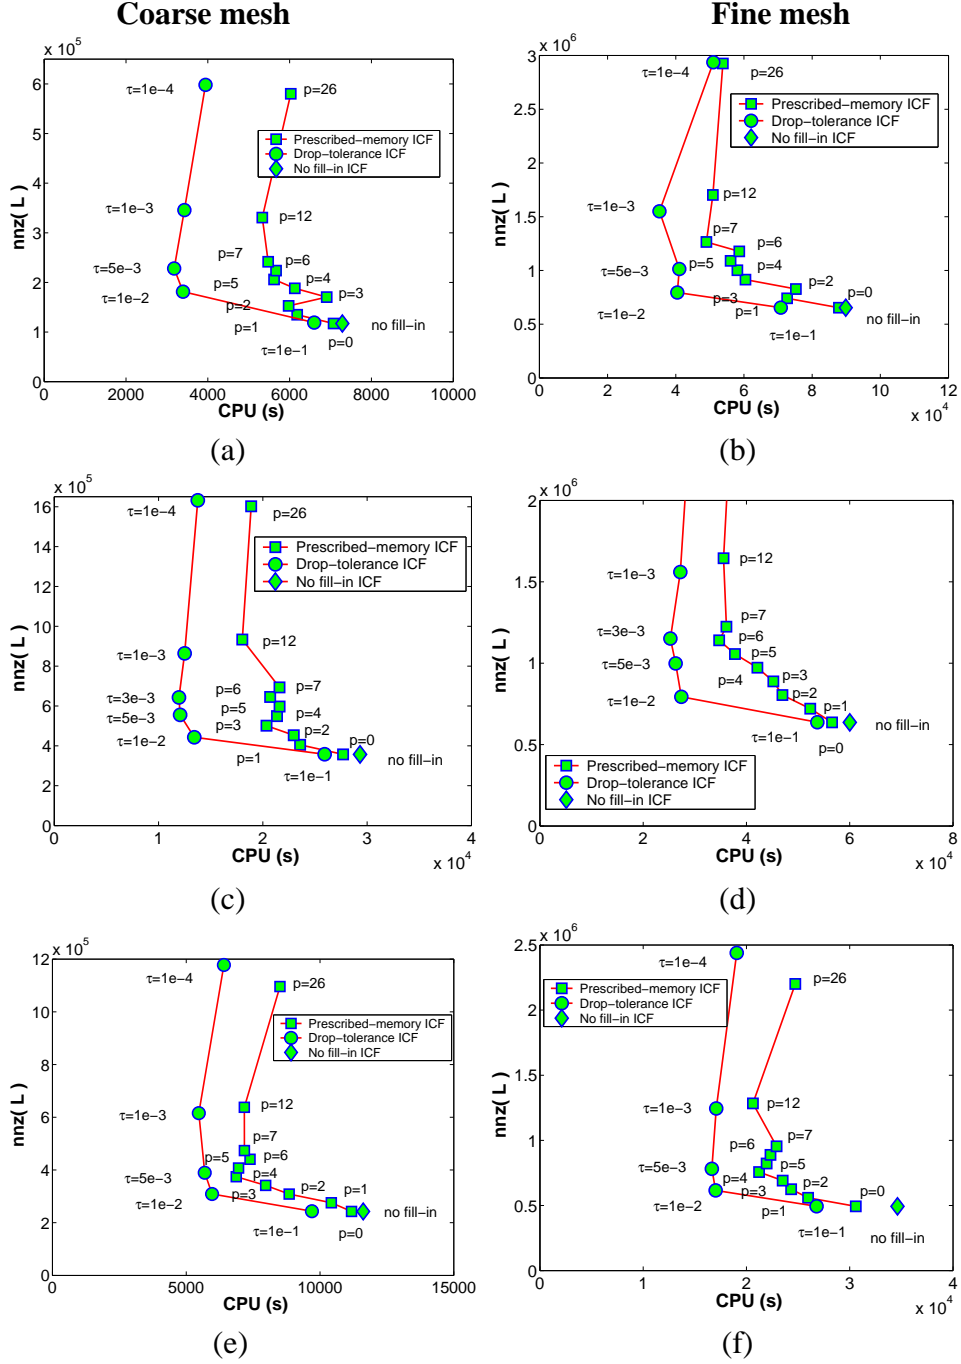 Coarse mesh
Fine mesh
x 10^5
6
5
4
3
2
1
0
nnz( L )
τ=1e−4
p=26
Prescribed−memory ICF
Drop−tolerance ICF
No fill−in ICF
τ=1e−3
p=12
p=7
p=6
τ=5e−3
p=5
p=4
τ=1e−2
p=2
p=3
p=1
no fill−in
p=0
τ=1e−1
0
2000
4000
6000
8000
10000
CPU (s)
(a)
x 10^6
3
2.5
2
1.5
1
0.5
0
nnz( L )
τ=1e−4
p=26
Prescribed−memory ICF
Drop−tolerance ICF
No fill−in ICF
p=12
τ=1e−3
p=7
p=6
τ=5e−3
p=5
p=4
p=2
p=0
p=3
p=1
τ=1e−2
no fill−in
τ=1e−1
0
2
4
6
8
10
12
CPU (s)
x 10^4
(b)
x 10^5
16
14
12
10
8
6
4
2
0
nnz( L )
τ=1e−4
p=26
Prescribed−memory ICF
Drop−tolerance ICF
No fill−in ICF
p=12
τ=1e−3
p=7
p=6
τ=3e−3
p=5
p=4
τ=5e−3
p=3
p=2
τ=1e−2
p=0
p=1
no fill−in
τ=1e−1
0
1
2
3
4
CPU (s)
x 10^4
(c)
x 10^6
2
1.5
1
0.5
0
nnz( L )
p=12
τ=1e−3
p=7
τ=3e−3
p=6
p=5
τ=5e−3
p=4
p=3
p=2
τ=1e−2
p=1
no fill−in
τ=1e−1
p=0
Prescribed−memory ICF
Drop−tolerance ICF
No fill−in ICF
0
2
4
6
8
CPU (s)
x 10^4
(d)
x 10^5
12
10
8
6
4
2
0
nnz( L )
τ=1e−4
p=26
Prescribed−memory ICF
Drop−tolerance ICF
No fill−in ICF
τ=1e−3
p=12
p=7
p=5
p=6
τ=5e−3
p=4
p=3
p=2
p=1
τ=1e−2
no fill−in
τ=1e−1
p=0
0
5000
10000
15000
CPU (s)
(e)
x 10^6
2.5
2
1.5
1
0.5
0
nnz( L )
τ=1e−4
p=26
Prescribed−memory ICF
Drop−tolerance ICF
No fill−in ICF
τ=1e−3
p=12
p=7
p=6
τ=5e−3
p=5
p=4
p=3
p=2
p=0
τ=1e−2
p=1
τ=1e−1
no fill−in
0
1
2
3
4
CPU (s)
x 10^4
(f)